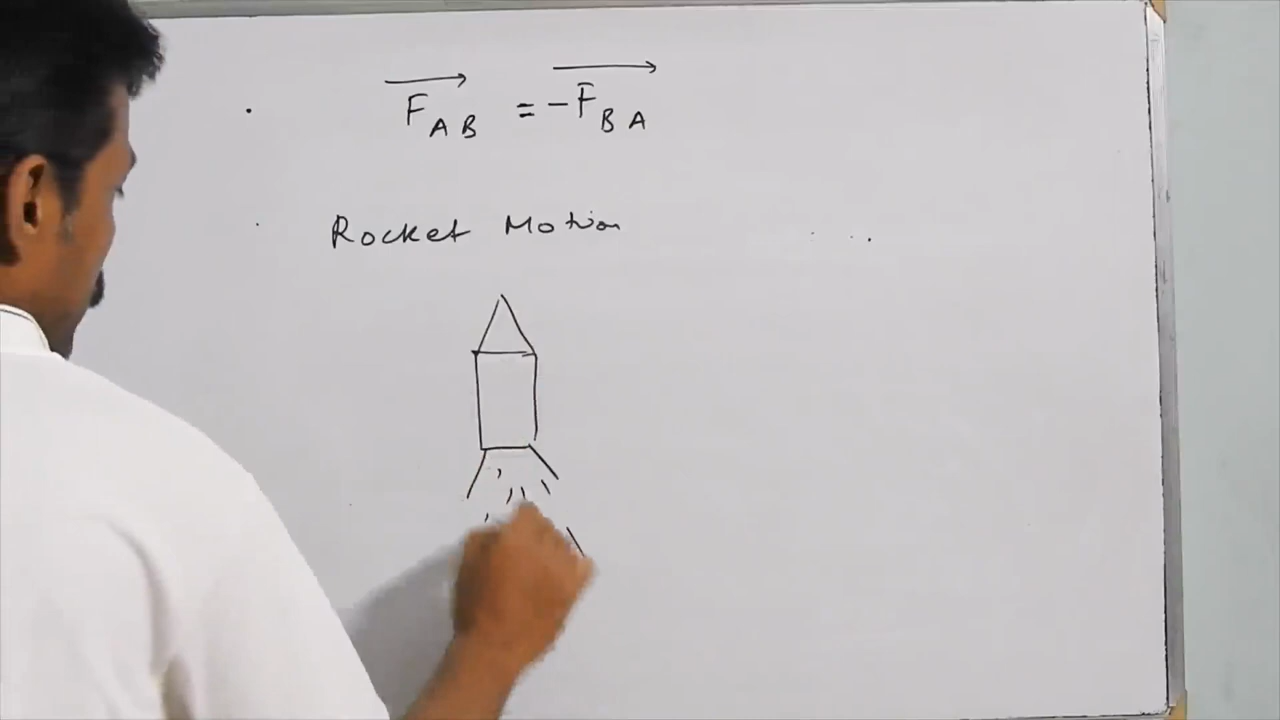 F_AB = -F_BA
Rocket Motion